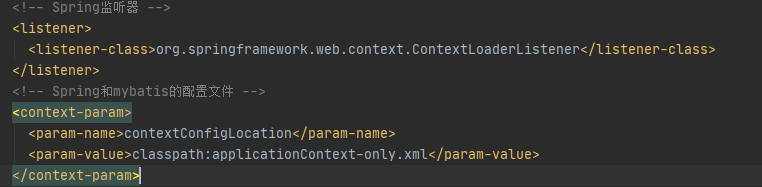 <!-- Spring监听器 -->
<listener>
<listener-class>org.springframework.web.context.ContextLoaderListener</listener-class>
</listener>
<!-- Spring和mybatis的配置文件 -->
<context-param>
<param-name>contextConfigLocation</param-name>
<param-value>classpath:applicationContext-only.xml</param-value>
</context-param>